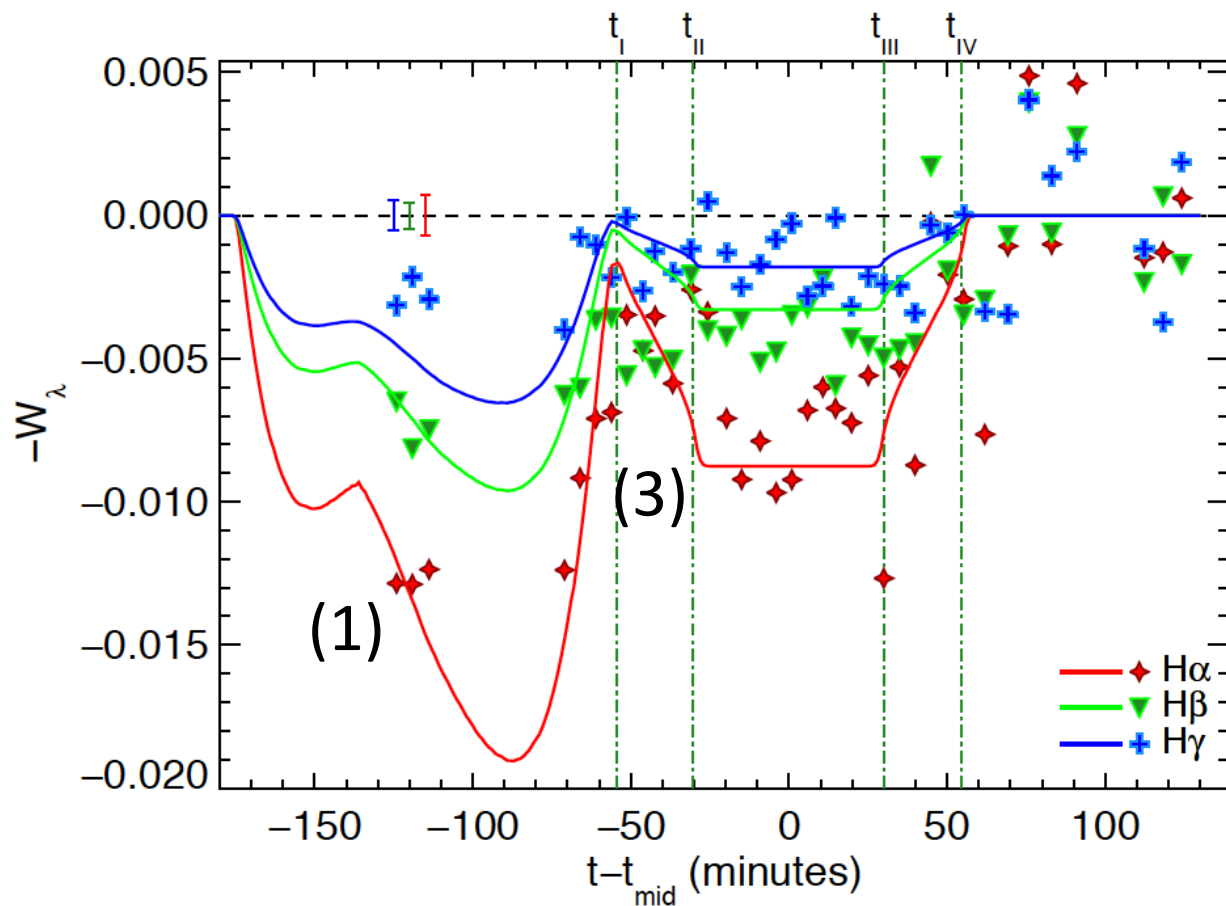 t_I t_II t_III t_IV
0.005
0.000
−0.005
−0.010
−0.015
−0.020
−W_λ
(1)
(3)
Hα
Hβ
Hγ
−150 −100 −50 0 50 100
t−t_mid (minutes)